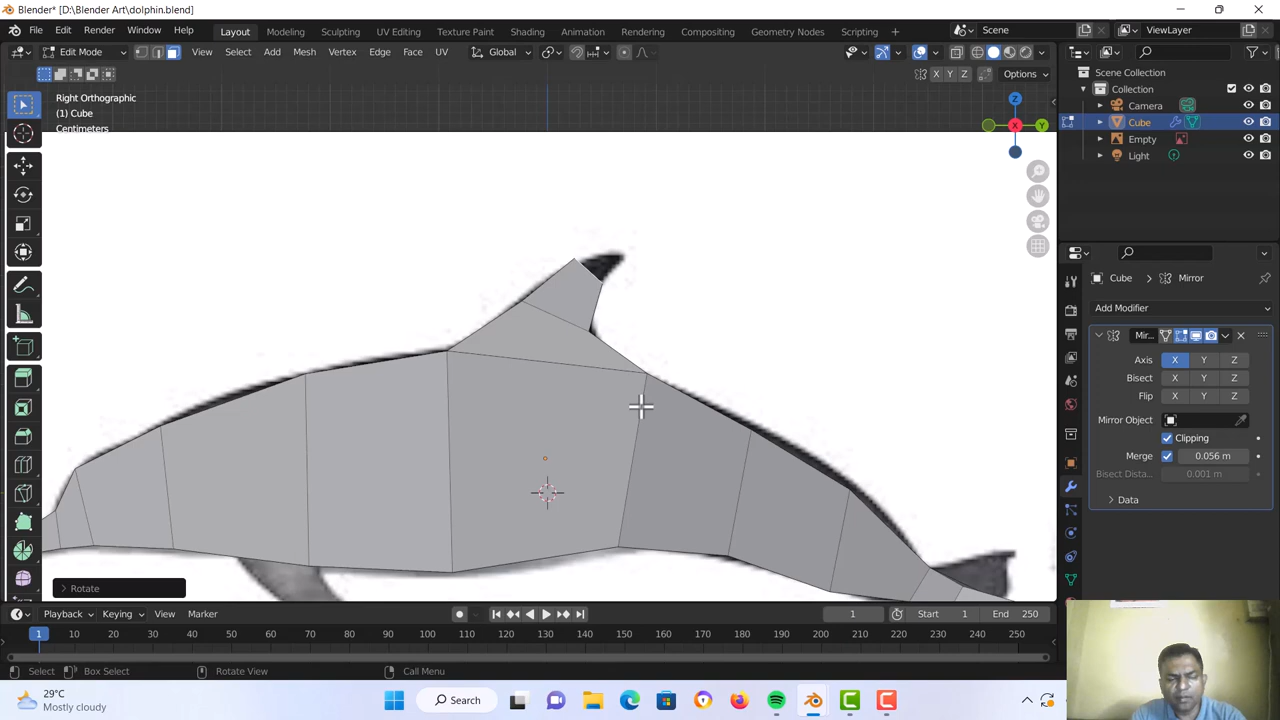 Blender* [D:\Blender Art\dolphin.blend]
File Edit Render Window Help Layout Modeling Sculpting UV Editing Texture Paint Shading Animation Rendering Compositing Geometry Nodes Scripting + Scene ViewLayer
Edit Mode View Select Add Mesh Vertex Edge Face UV Global
X Y Z Options
Right Orthographic
(1) Cube
Centimeters
Z
X
Y
Scene Collection
Collection
Camera
Cube
Empty
Light
Cube Mirror
Add Modifier
Mir...
Axis X Y Z
Bisect X Y Z
Flip X Y Z
Mirror Object
Clipping
Merge 0.056 m
Bisect Dista... 0.001 m
Data
Rotate
Playback Keying View Marker 1 Start 1 End 250
1 10 20 30 40 50 60 70 80 90 100 110 120 130 140 150 160 170 180 190 200 210 220 230 240 250
Select Box Select Rotate View Call Menu
29°C
Mostly cloudy
Search